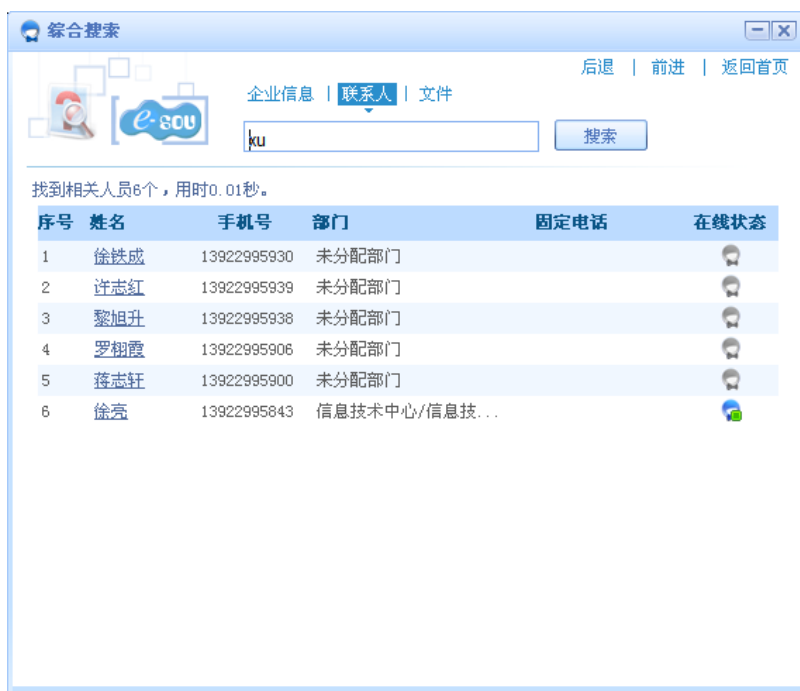 综合搜索
后退 | 前进 | 返回首页
企业信息 | 联系人 | 文件
e-sou
xu 搜索
找到相关人员6个，用时0.01秒。
序号 姓名 手机号 部门 固定电话 在线状态
1 徐铁成 13922995930 未分配部门
2 许志红 13922995939 未分配部门
3 黎旭升 13922995938 未分配部门
4 罗栩霞 13922995906 未分配部门
5 蒋志轩 13922995900 未分配部门
6 徐亮 13922995843 信息技术中心/信息技...